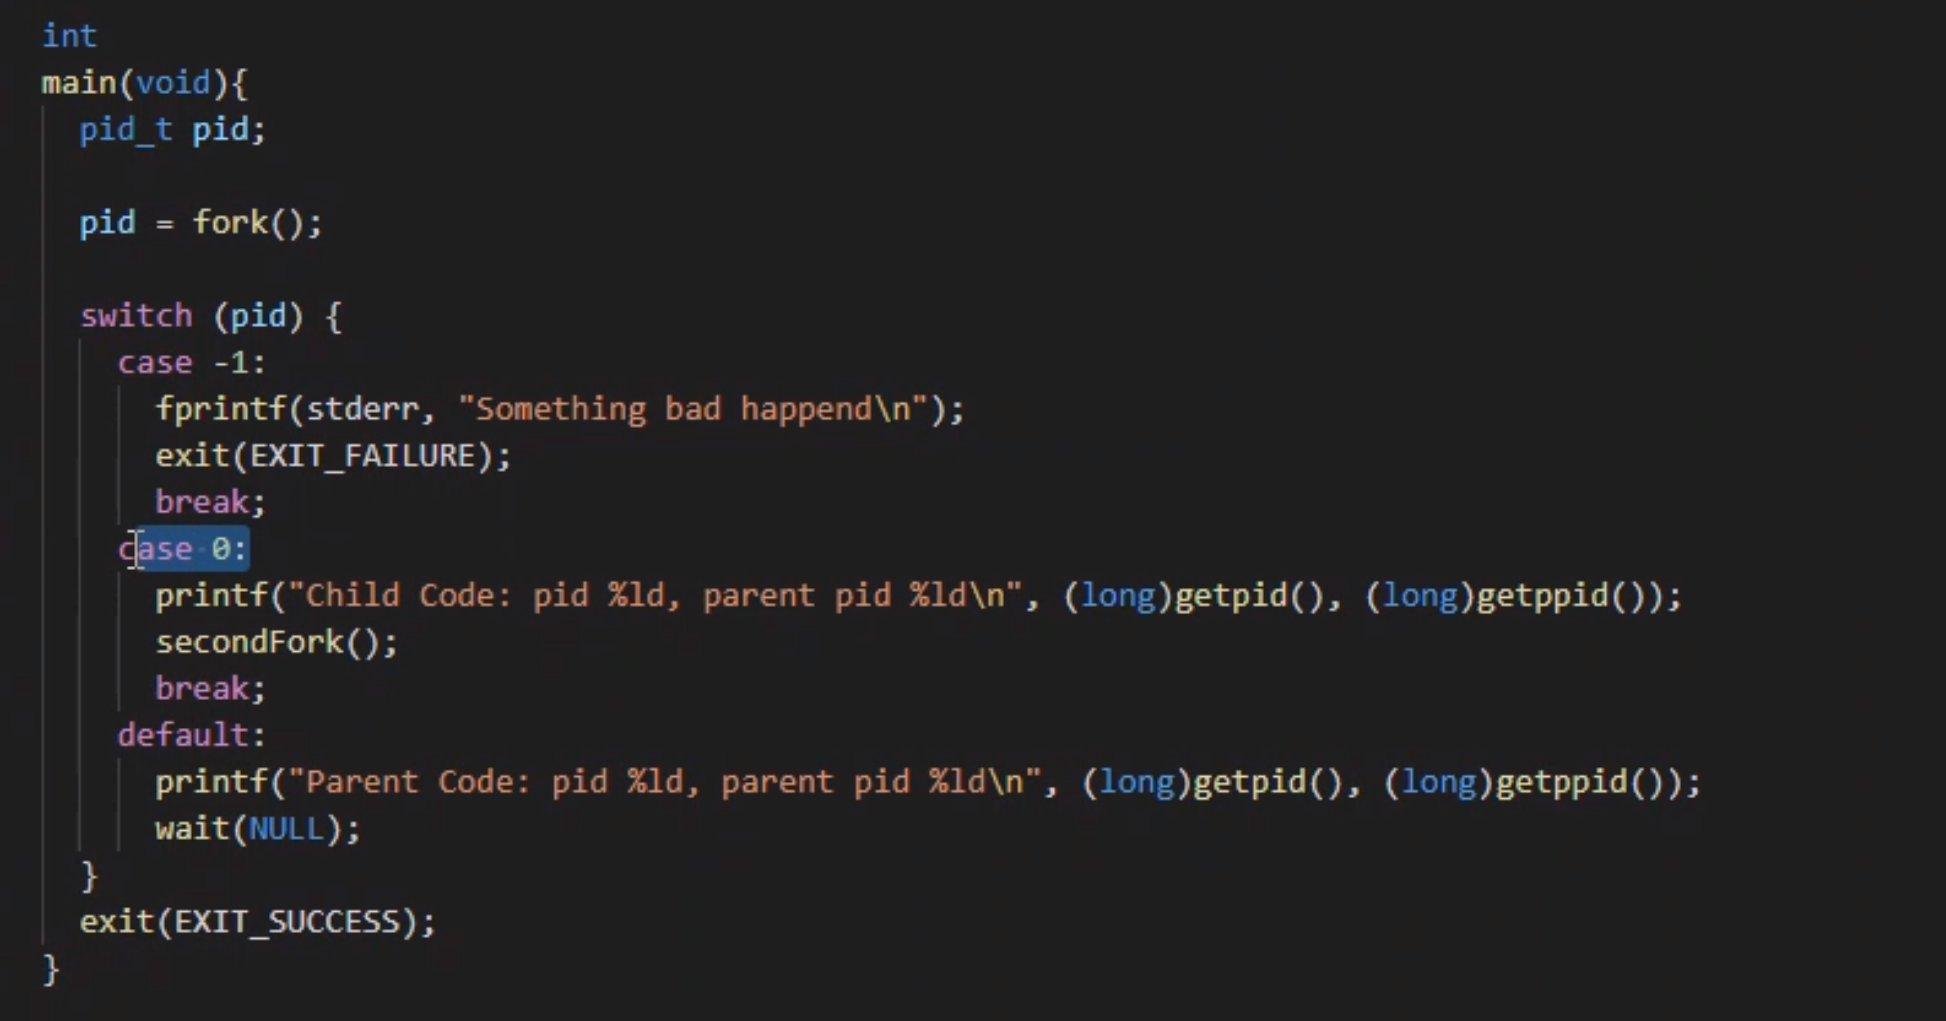 int
main(void){
pid_t pid;
pid = fork();
switch (pid) {
case -1:
fprintf(stderr, "Something bad happend\n");
exit(EXIT_FAILURE);
break;
case 0:
printf("Child Code: pid %ld, parent pid %ld\n", (long)getpid(), (long)getppid());
secondFork();
break;
default:
printf("Parent Code: pid %ld, parent pid %ld\n", (long)getpid(), (long)getppid());
wait(NULL);
}
exit(EXIT_SUCCESS);
}